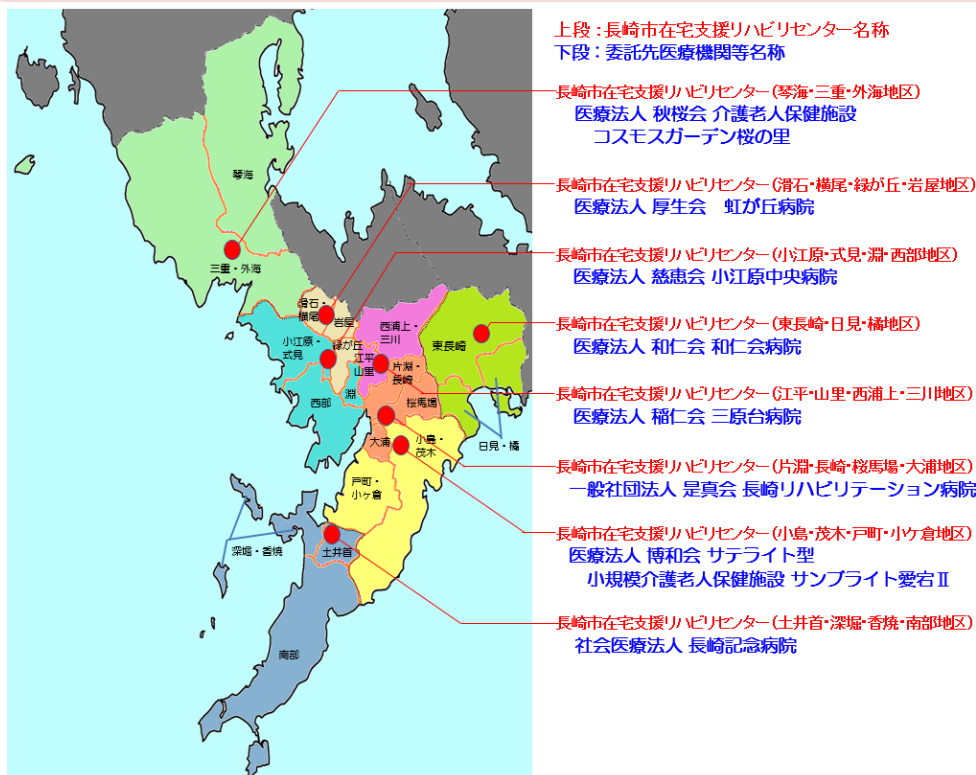 上段：長崎市在宅支援リハビリセンター名称
下段：委託先医療機関等名称
長崎市在宅支援リハビリセンター(琴海・三重・外海地区)
医療法人 秋桜会 介護老人保健施設
コスモスガーデン桜の里
長崎市在宅支援リハビリセンター(滑石・横尾・緑が丘・岩屋地区)
医療法人 厚生会　虹が丘病院
長崎市在宅支援リハビリセンター(小江原・式見・淵・西部地区)
医療法人 慈恵会 小江原中央病院
長崎市在宅支援リハビリセンター(東長崎・日見・橘地区)
医療法人 和仁会 和仁会病院
長崎市在宅支援リハビリセンター(江平・山里・西浦上・三川地区)
医療法人 稲仁会 三原台病院
長崎市在宅支援リハビリセンター(片淵・長崎・桜馬場・大浦地区)
一般社団法人 是真会 長崎リハビリテーション病院
長崎市在宅支援リハビリセンター(小島・茂木・戸町・小ケ倉地区)
医療法人 博和会 サテライト型
小規模介護老人保健施設 サンブライト愛宕Ⅱ
長崎市在宅支援リハビリセンター(土井首・深堀・香焼・南部地区)
社会医療法人 長崎記念病院
琴海
三重・外海
滑石・
横尾
岩屋
西浦上・
三川
東長崎
小江原・
式見
緑が丘
江平
山里
片淵・
長崎
西部
淵
桜馬場
大浦
小島・
茂木
日見・橘
戸町・
小ヶ倉
深堀・香焼
土井首
南部